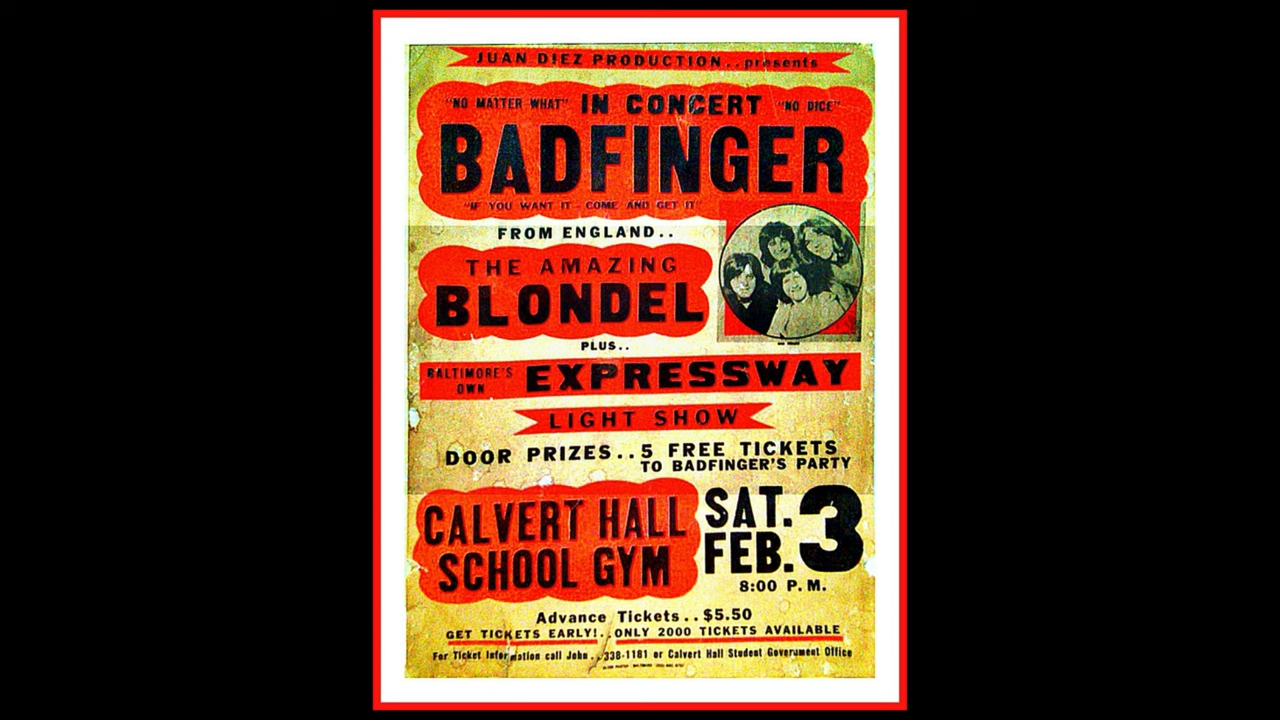 JUAN DIEZ PRODUCTION..presents
"NO MATTER WHAT" IN CONCERT "NO DICE"
BADFINGER
"IF YOU WANT IT - COME AND GET IT"
FROM ENGLAND..
THE AMAZING
BLONDEL
PLUS..
BALTIMORE'S OWN EXPRESSWAY
LIGHT SHOW
DOOR PRIZES..5 FREE TICKETS
TO BADFINGER'S PARTY
CALVERT HALL
SCHOOL GYM
SAT.
FEB. 3
8:00 P.M.
Advance Tickets..$5.50
GET TICKETS EARLY!..ONLY 2000 TICKETS AVAILABLE
For Ticket Information call John..338-1181 or Calvert Hall Student Government Office